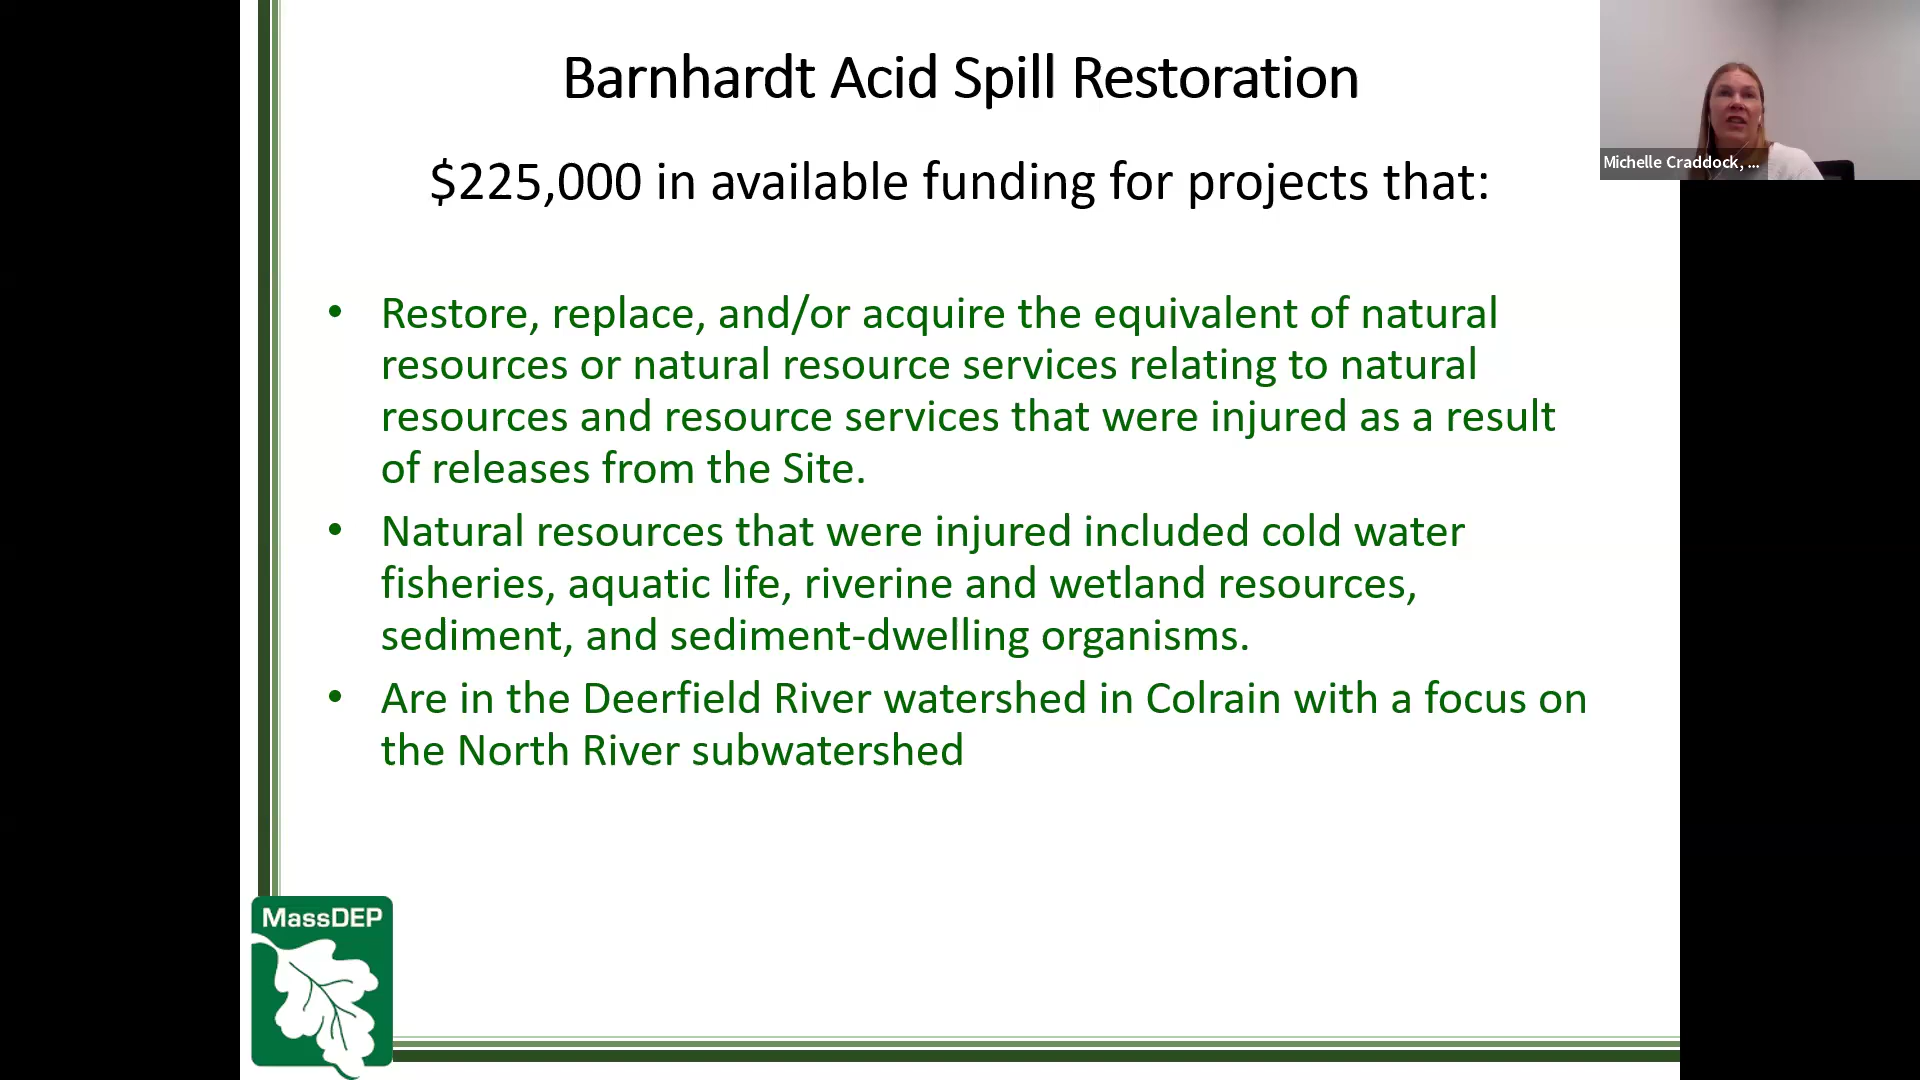 Barnhardt Acid Spill Restoration
$225,000 in available funding for projects that:
Michelle Craddock, ...
• Restore, replace, and/or acquire the equivalent of natural
resources or natural resource services relating to natural
resources and resource services that were injured as a result
of releases from the Site.
• Natural resources that were injured included cold water
fisheries, aquatic life, riverine and wetland resources,
sediment, and sediment-dwelling organisms.
• Are in the Deerfield River watershed in Colrain with a focus on
the North River subwatershed
MassDEP